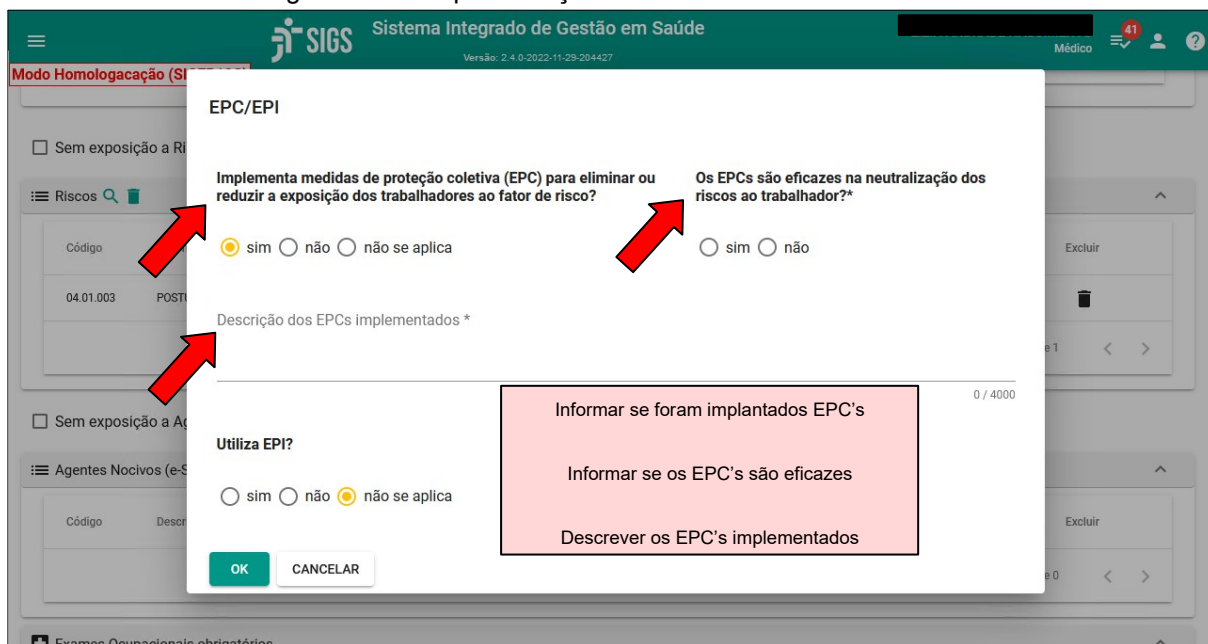 SIGS
Sistema Integrado de Gestão em Saúde
Versão: 2.4.0-2022-11-29-204427
Médico
41
Modo Homologacação
EPC/EPI
Sem exposição a
Implementa medidas de proteção coletiva (EPC) para eliminar ou
reduzir a exposição dos trabalhadores ao fator de risco?
Os EPCs são eficazes na neutralização dos
riscos ao trabalhador?*
Riscos
sim não não se aplica
sim não
Código
Excluir
04.01.003
Descrição dos EPCs implementados *
e 1
0 / 4000
Informar se foram implantados EPC's
Sem exposição a
Utiliza EPI?
Informar se os EPC's são eficazes
Agentes Nocivos
sim não não se aplica
Código
Excluir
Descrever os EPC's implementados
OK CANCELAR
e 0
Exames Ocupacionais obrigatórios